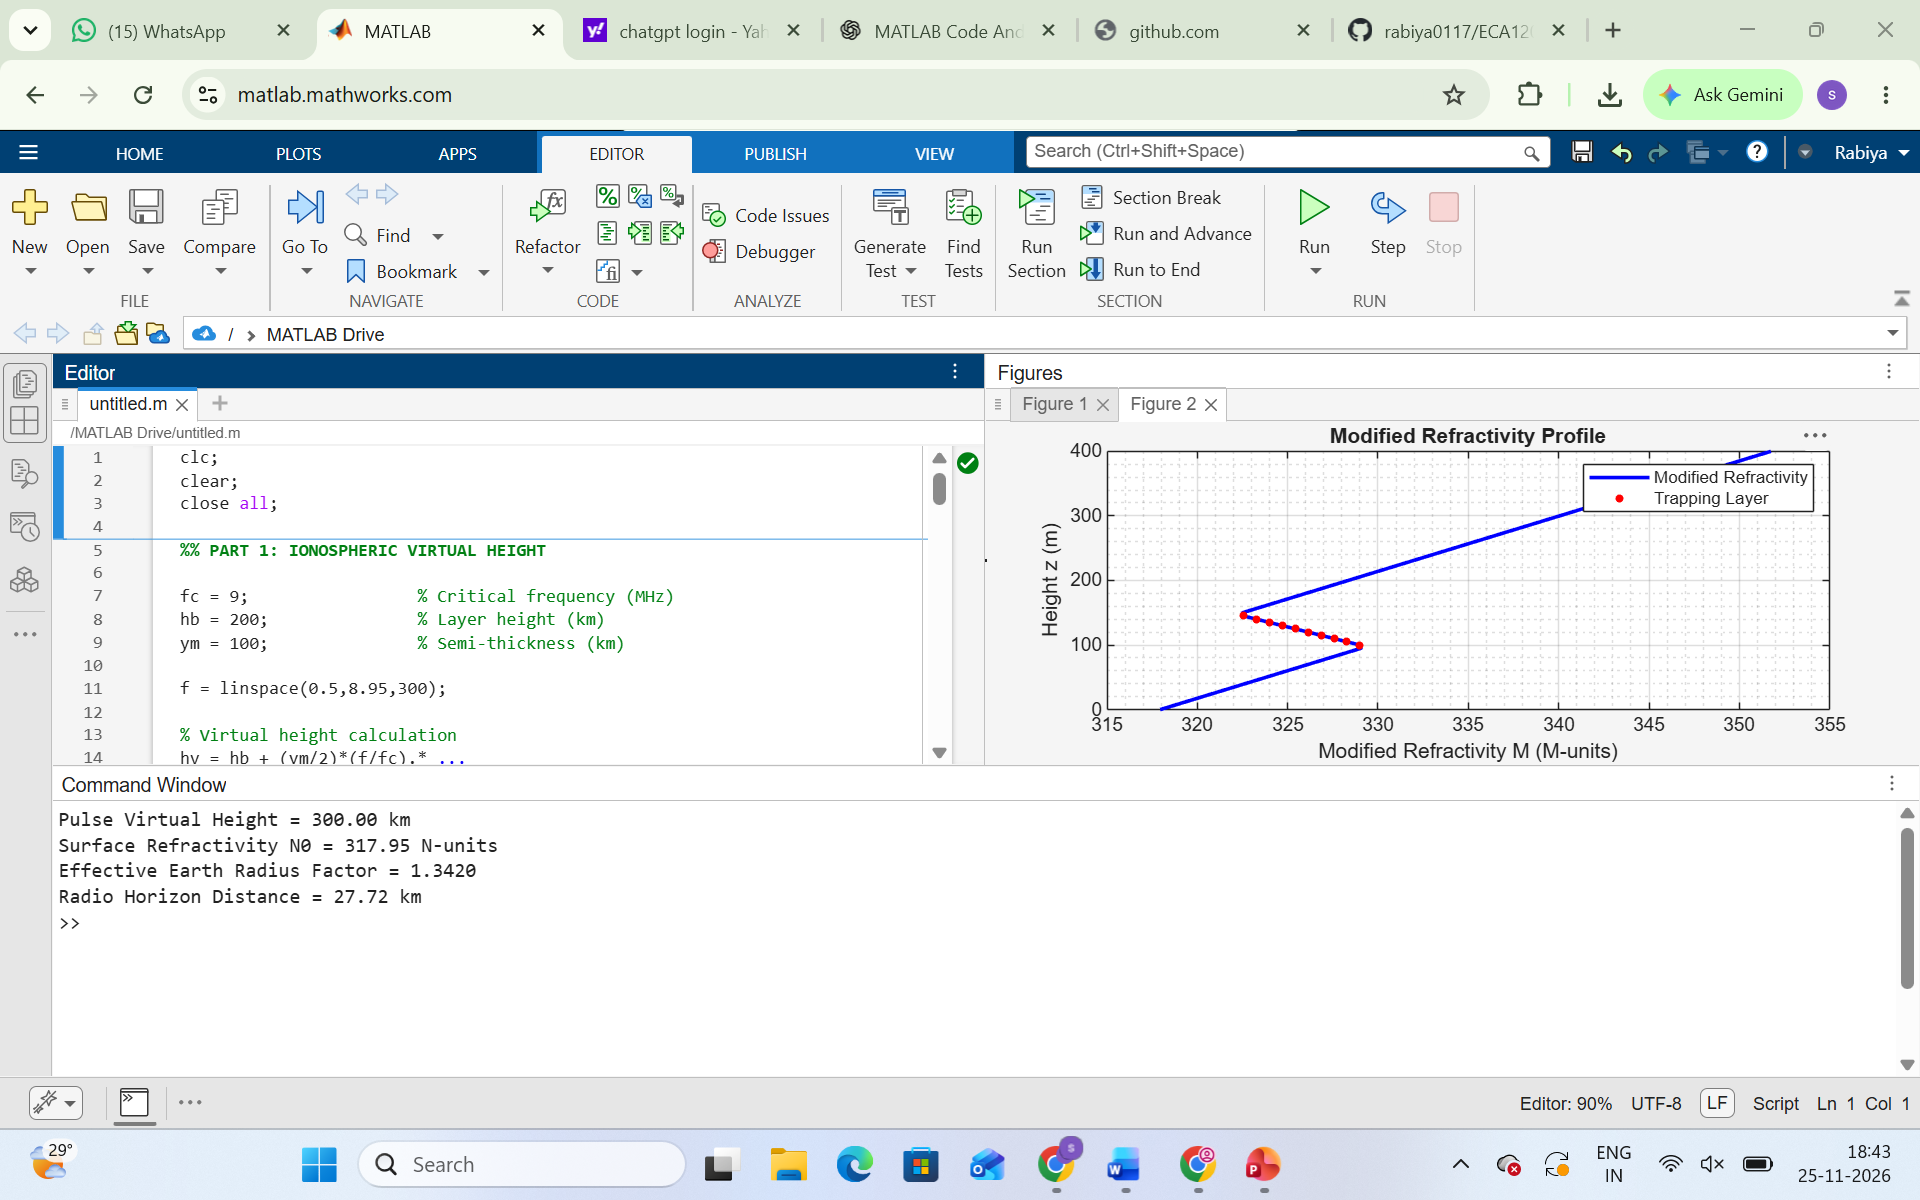 (15) WhatsApp
MATLAB
chatgpt login - Yah
MATLAB Code And
github.com
rabiya0117/ECA12
matlab.mathworks.com
Ask Gemini
s
HOME
PLOTS
APPS
EDITOR
PUBLISH
VIEW
Search (Ctrl+Shift+Space)
Rabiya
New
Open
Save
Compare
FILE
Go To
Find
Bookmark
NAVIGATE
Refactor
CODE
Code Issues
Debugger
ANALYZE
Generate Test
Find Tests
TEST
Run Section
Section Break
Run and Advance
Run to End
SECTION
Run
Step
Stop
RUN
/ › MATLAB Drive
Editor
untitled.m
/MATLAB Drive/untitled.m
1 clc;
2 clear;
3 close all;
4
5 %% PART 1: IONOSPHERIC VIRTUAL HEIGHT
6
7 fc = 9; % Critical frequency (MHz)
8 hb = 200; % Layer height (km)
9 ym = 100; % Semi-thickness (km)
10
11 f = linspace(0.5,8.95,300);
12
13 % Virtual height calculation
14 hv = hb + (ym/2)*(f/fc).* ...
Figures
Figure 1
Figure 2
Modified Refractivity Profile
Modified Refractivity
Trapping Layer
Height z (m)
400
300
200
100
0
315 320 325 330 335 340 345 350 355
Modified Refractivity M (M-units)
Command Window
Pulse Virtual Height = 300.00 km
Surface Refractivity N0 = 317.95 N-units
Effective Earth Radius Factor = 1.3420
Radio Horizon Distance = 27.72 km
>>
Editor: 90% UTF-8 LF Script Ln 1 Col 1
29°
Search
ENG
IN
18:43
25-11-2026